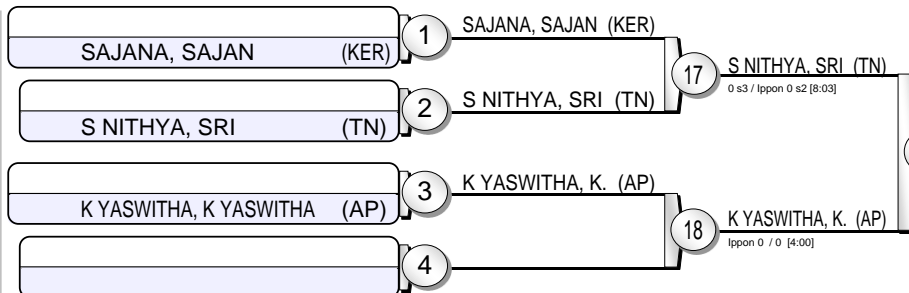 SAJANA, SAJAN (KER)
1
SAJANA, SAJAN (KER)
S NITHYA, SRI (TN)
2
S NITHYA, SRI (TN)
17
S NITHYA, SRI (TN)
0 s3 / Ippon 0 s2 [8:03]
K YASWITHA, K YASWITHA (AP)
3
K YASWITHA, K. (AP)
4
18
K YASWITHA, K. (AP)
Ippon 0 / 0 [4:00]